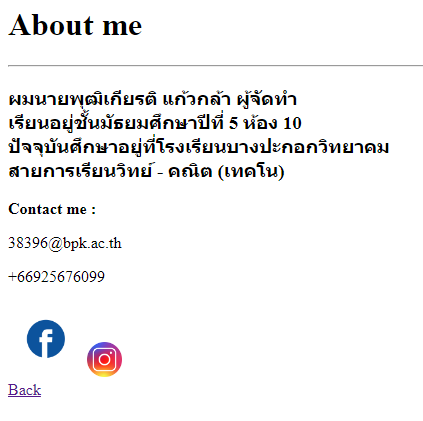 About me
ผมนายพุฒิเกียรติ แก้วกล้า ผู้จัดทำ
เรียนอยู่ชั้นมัธยมศึกษาปีที่ 5 ห้อง 10
ปัจจุบันศึกษาอยู่ที่โรงเรียนบางปะกอกวิทยาคม
สายการเรียนวิทย์ - คณิต (เทคโน)
Contact me :
38396@bpk.ac.th
+66925676099
Back